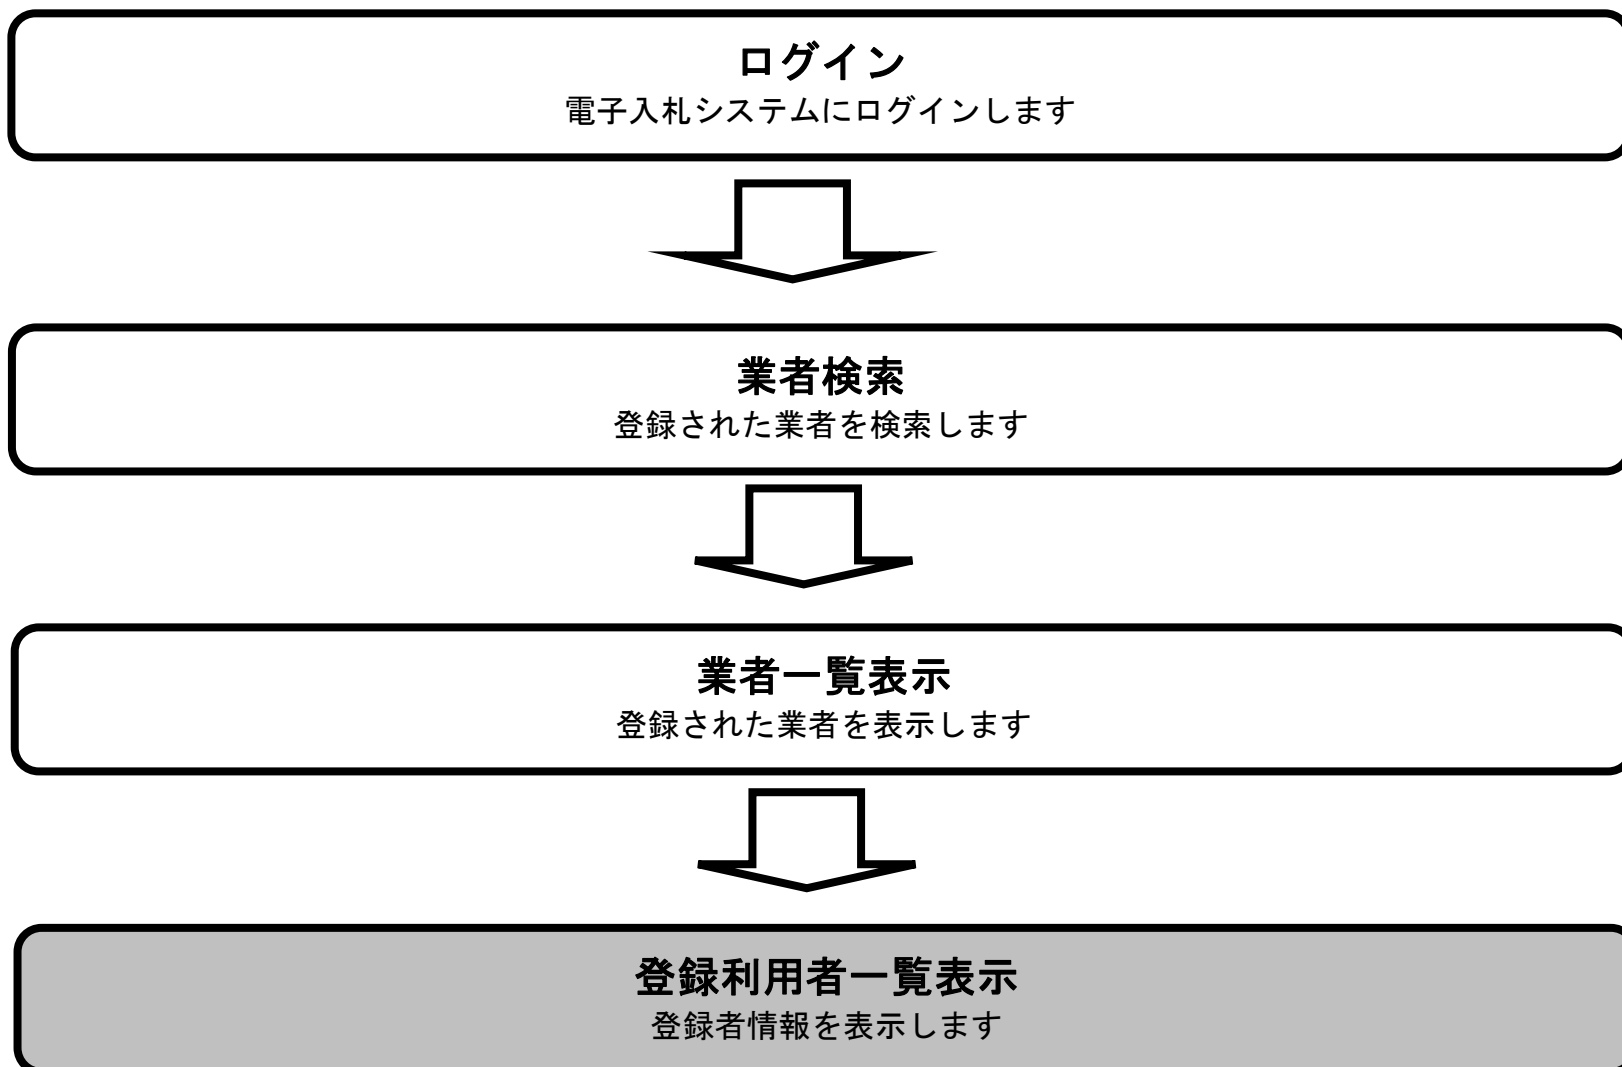 ログイン
電子入札システムにログインします
業者検索
登録された業者を検索します
業者一覧表示
登録された業者を表示します
登録利用者一覧表示
登録者情報を表示します